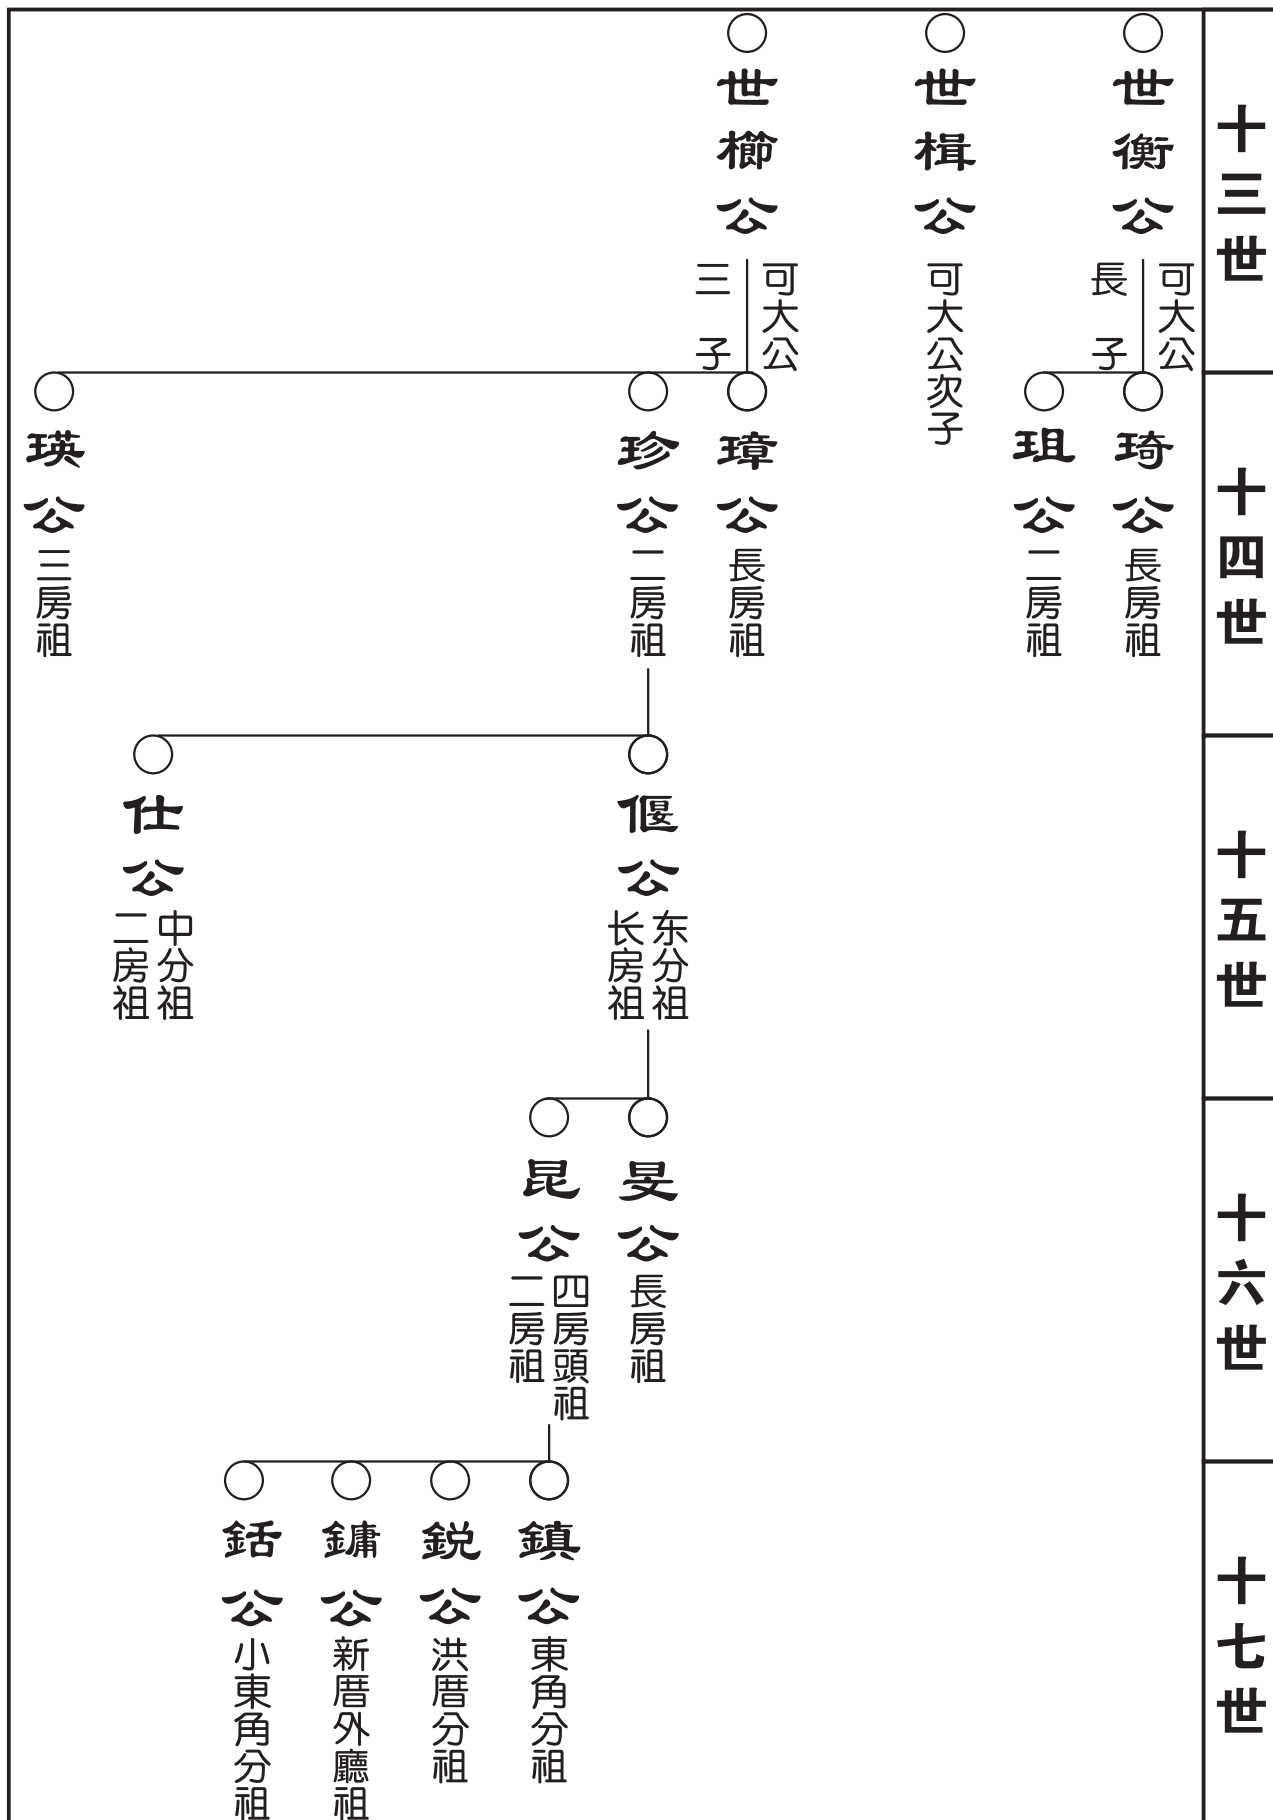 十三世
世衡公
可大公
長子
世楫公
可大公次子
世櫛公
可大公
三子
十四世
琦公
長房祖
珇公
二房祖
璋公
長房祖
珍公
二房祖
瑛公
三房祖
十五世
偃公
东分祖
长房祖
仕公
中分祖
二房祖
十六世
旻公
長房祖
昆公
四房頭祖
二房祖
十七世
鎮公
東角分祖
鋭公
洪厝分祖
鏞公
新厝外廳祖
銛公
小東角分祖